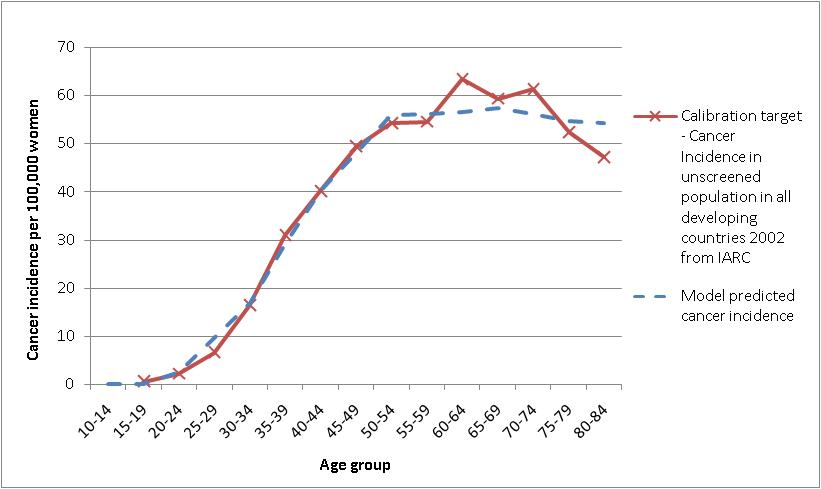 70
60
50
40
30
20
10
0
Cancer incidence per 100,000 women
10-14
15-19
20-24
25-29
30-34
35-39
40-44
45-49
50-54
55-59
60-64
65-69
70-74
75-79
80-84
Age group
Calibration target
- Cancer
Incidence in
unscreened
population in all
developing
countries 2002
from IARC
Model predicted
cancer incidence